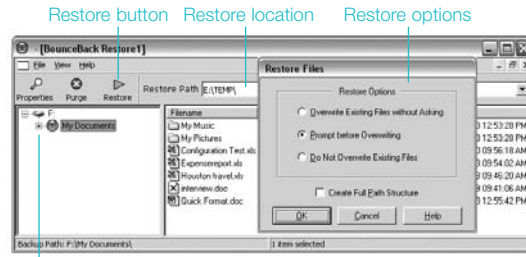 Restore button Restore location Restore options
- [BounceBack Restore1]
File View Help
Properties Purge Restore Restore Path E:\TEMP\
F:
My Documents
Filename
My Music
My Pictures
Configuration Test.xls
Expensereport.xls
Houston travel.xls
interview.doc
Quick Format.doc
Restore Files
Restore Options
Overwrite Existing Files without Asking
Prompt before Overwriting
Do Not Overwrite Existing Files
Create Full Path Structure
OK Cancel Help
12:53:28 PM
12:53:28 PM
09:56:18 AM
09:54:02 AM
09:46:20 AM
09:41:06 AM
12:55:42 PM
Backup Path: F:\My Documents\ 1 item selected